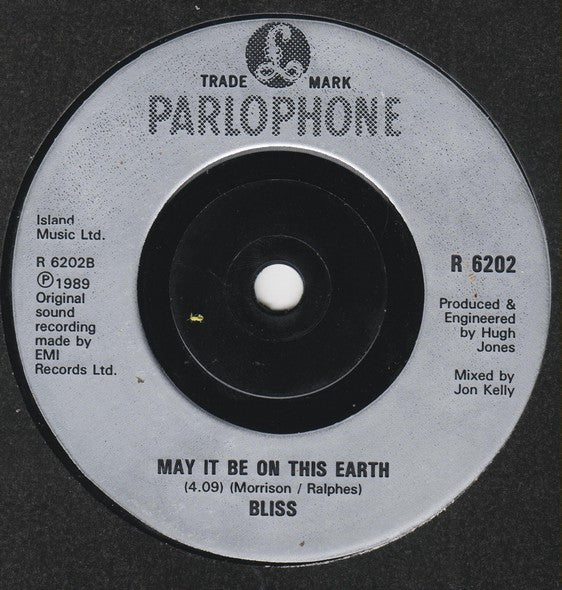 £
TRADE MARK
PARLOPHONE
Island
Music Ltd.
R 6202B
Ⓟ1989
Original
sound
recording
made by
EMI
Records Ltd.
R 6202
Produced &
Engineered
by Hugh
Jones
Mixed by
Jon Kelly
MAY IT BE ON THIS EARTH
(4.09) (Morrison / Ralphes)
BLISS